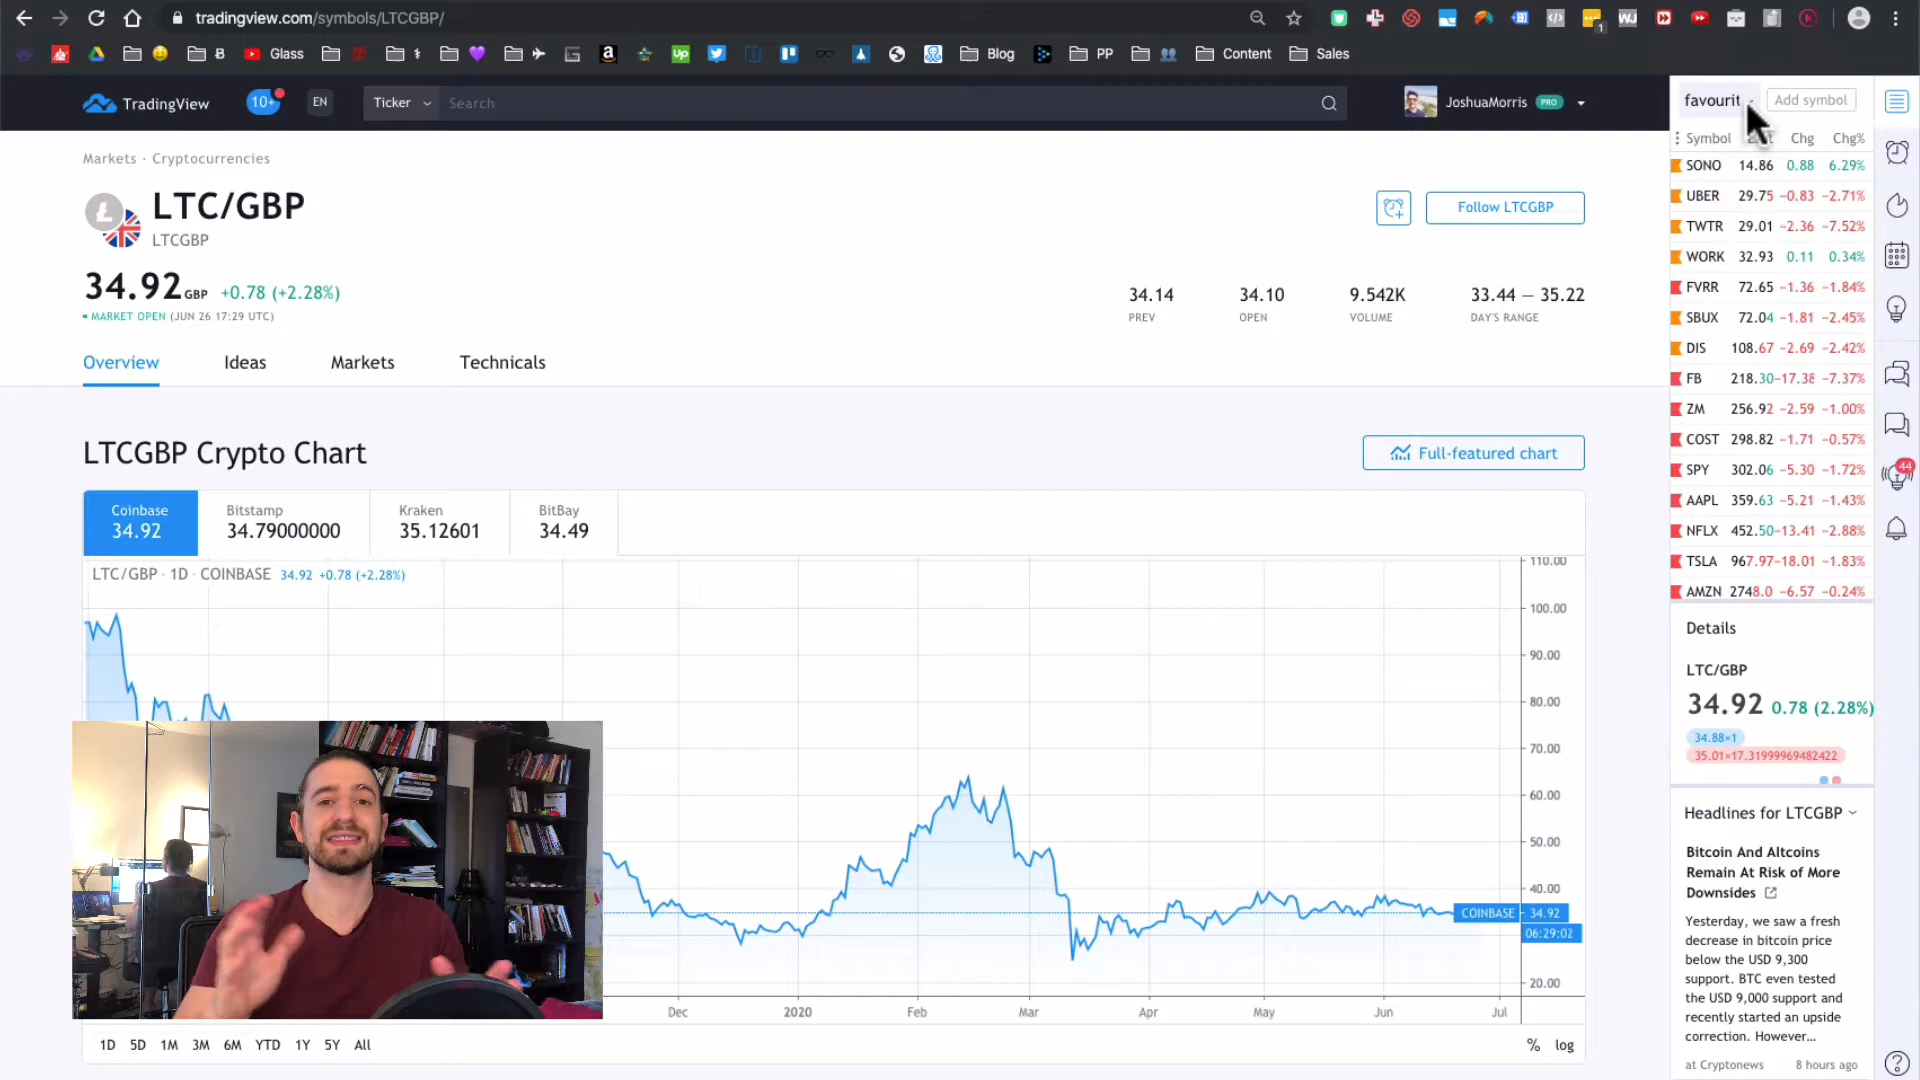 tradingview.com/symbols/LTCGBP/
1
Glass
Blog
PP
Content
Sales
TradingView
10+
EN
Ticker
Search
JoshuaMorris PRO
favourit
Add symbol
Symbol Chg Chg%
SONO 14.86 0.88 6.29%
UBER 29.75 −0.83 −2.71%
TWTR 29.01 −2.36 −7.52%
WORK 32.93 0.11 0.34%
FVRR 72.65 −1.36 −1.84%
SBUX 72.04 −1.81 −2.45%
DIS 108.67 −2.69 −2.42%
FB 218.30 −17.38 −7.37%
ZM 256.92 −2.59 −1.00%
COST 298.82 −1.71 −0.57%
SPY 302.06 −5.30 −1.72%
AAPL 359.63 −5.21 −1.43%
NFLX 452.50 −13.41 −2.88%
TSLA 967.97 −18.01 −1.83%
AMZN 2748.0 −6.57 −0.24%
44
Markets · Cryptocurrencies
LTC/GBP
LTCGBP
Follow LTCGBP
34.92 GBP +0.78 (+2.28%)
MARKET OPEN (JUN 26 17:29 UTC)
34.14 34.10 9.542K 33.44 — 35.22
PREV OPEN VOLUME DAY'S RANGE
Overview Ideas Markets Technicals
LTCGBP Crypto Chart
Full-featured chart
Coinbase Bitstamp Kraken BitBay
34.92 34.79000000 35.12601 34.49
LTC/GBP · 1D · COINBASE 34.92 +0.78 (+2.28%)
110.00
100.00
90.00
80.00
70.00
60.00
50.00
40.00
COINBASE 34.92
06:29:02
20.00
Dec 2020 Feb Mar Apr May Jun Jul
1D 5D 1M 3M 6M YTD 1Y 5Y All
% log
Details
LTC/GBP
34.92 0.78 (2.28%)
34.88×1
35.01×17.31999969482422
Headlines for LTCGBP
Bitcoin And Altcoins
Remain At Risk of More
Downsides
Yesterday, we saw a fresh
decrease in bitcoin price
below the USD 9,300
support. BTC even tested
the USD 9,000 support and
recently started an upside
correction. However...
at Cryptonews 8 hours ago